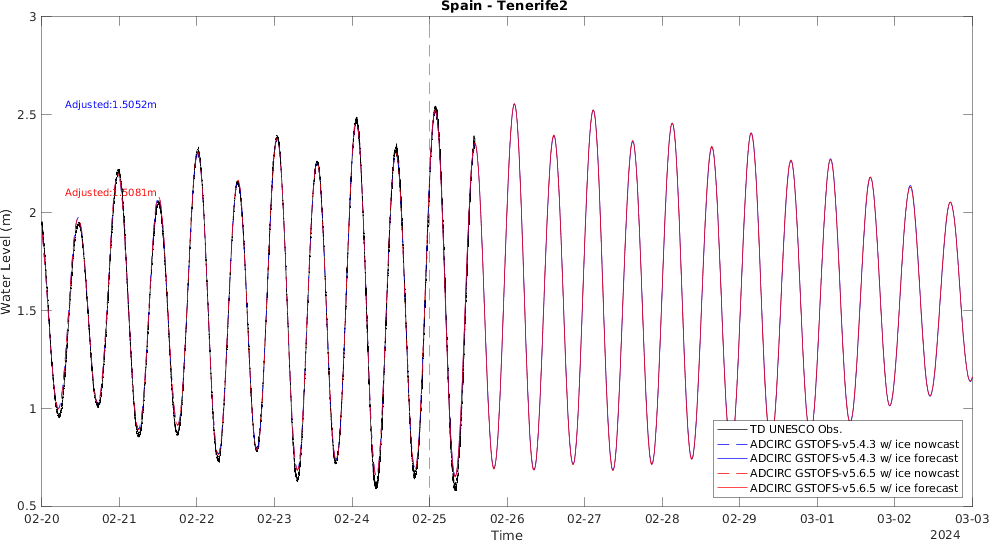 Spain - Tenerife2
3
2.5
2
1.5
1
0.5
Water Level (m)
Adjusted:1.5052m
Adjusted:1.5081m
TD UNESCO Obs.
ADCIRC GSTOFS-v5.4.3 w/ ice nowcast
ADCIRC GSTOFS-v5.4.3 w/ ice forecast
ADCIRC GSTOFS-v5.6.5 w/ ice nowcast
ADCIRC GSTOFS-v5.6.5 w/ ice forecast
02-20 02-21 02-22 02-23 02-24 02-25 02-26 02-27 02-28 02-29 03-01 03-02 03-03
Time
2024